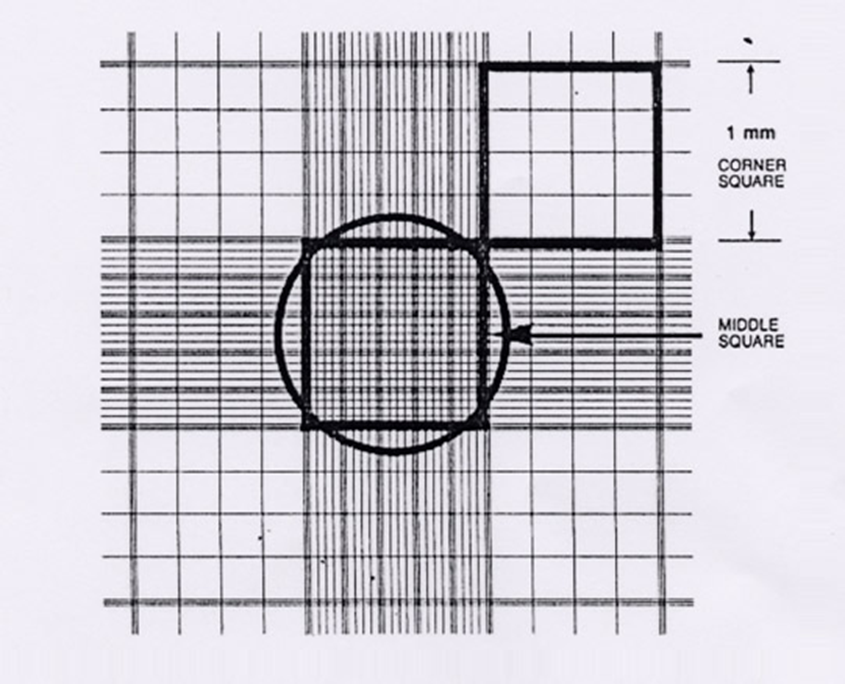 1 mm
CORNER
SQUARE
MIDDLE
SQUARE